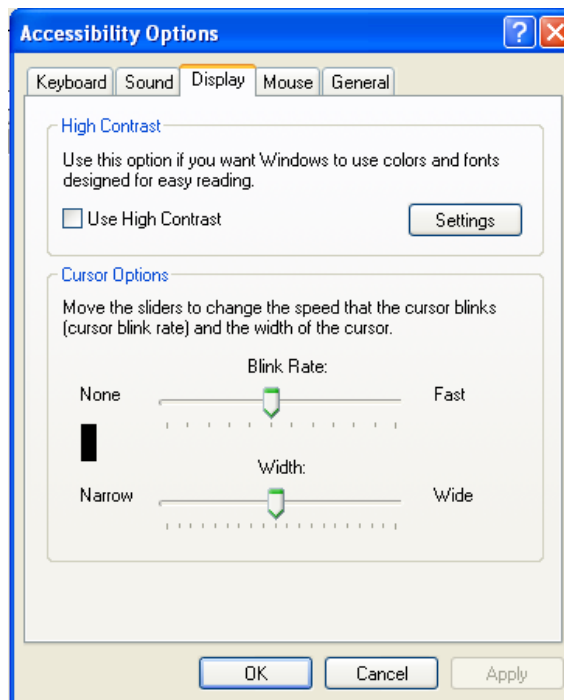 Accessibility Options
Keyboard Sound Display Mouse General
High Contrast
Use this option if you want Windows to use colors and fonts
designed for easy reading.
Use High Contrast Settings
Cursor Options
Move the sliders to change the speed that the cursor blinks
(cursor blink rate) and the width of the cursor.
Blink Rate:
None Fast
Width:
Narrow Wide
OK Cancel Apply